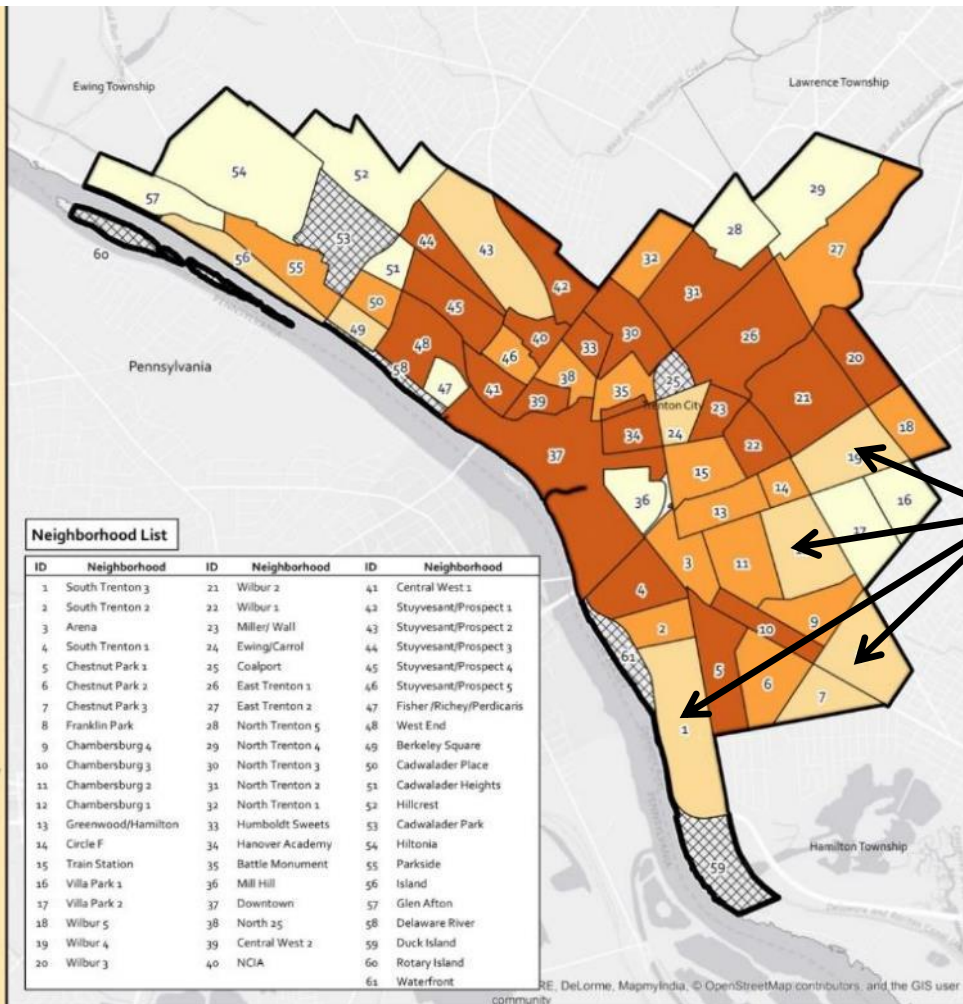 Ewing Township
Lawrence Township
29
54
52
28
57
53
44
43
32
27
60
56
55
51
42
31
50
45
49
48
40
33
30
26
20
Pennsylvania
58
46
38
25
47
41
39
35
Trenton City
23
21
18
34
24
22
19
37
15
16
36
14
13
17
3
11
4
2
10
9
61
5
6
7
1
59
Hamilton Township
PENNSYLVANIA
Neighborhood List
ID Neighborhood ID Neighborhood ID Neighborhood
1 South Trenton 3 21 Wilbur 2 41 Central West 1
2 South Trenton 2 22 Wilbur 1 42 Stuyvesant/Prospect 1
3 Arena 23 Miller/ Wall 43 Stuyvesant/Prospect 2
4 South Trenton 1 24 Ewing/Carrol 44 Stuyvesant/Prospect 3
5 Chestnut Park 1 25 Coalport 45 Stuyvesant/Prospect 4
6 Chestnut Park 2 26 East Trenton 1 46 Stuyvesant/Prospect 5
7 Chestnut Park 3 27 East Trenton 2 47 Fisher/Richey/Perdicaris
8 Franklin Park 28 North Trenton 5 48 West End
9 Chambersburg 4 29 North Trenton 4 49 Berkeley Square
10 Chambersburg 3 30 North Trenton 3 50 Cadwalader Place
11 Chambersburg 2 31 North Trenton 2 51 Cadwalader Heights
12 Chambersburg 1 32 North Trenton 1 52 Hillcrest
13 Greenwood/Hamilton 33 Humboldt Sweets 53 Cadwalader Park
14 Circle F 34 Hanover Academy 54 Hiltonia
15 Train Station 35 Battle Monument 55 Parkside
16 Villa Park 1 36 Mill Hill 56 Island
17 Villa Park 2 37 Downtown 57 Glen Afton
18 Wilbur 5 38 North 25 58 Delaware River
19 Wilbur 4 39 Central West 2 59 Duck Island
20 Wilbur 3 40 NCIA 60 Rotary Island
61 Waterfront
RE, DeLorme, MapmyIndia, © OpenStreetMap contributors, and the GIS user
community